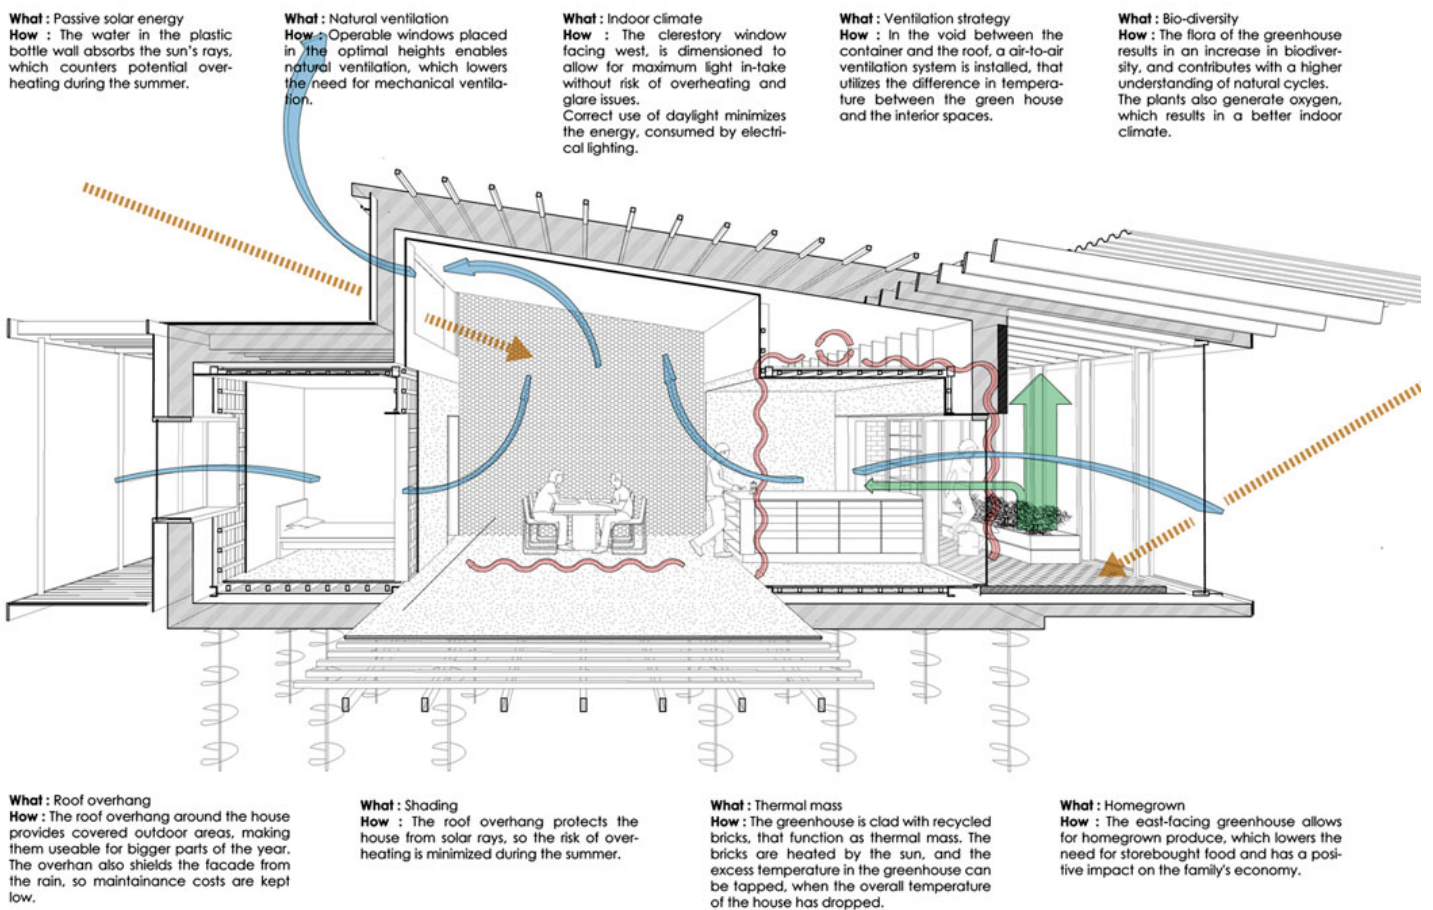 What : Passive solar energy
How : The water in the plastic
bottle wall absorbs the sun's rays,
which counters potential over-
heating during the summer.
What : Natural ventilation
How : Operable windows placed
in the optimal heights enables
natural ventilation, which lowers
the need for mechanical ventila-
tion.
What : Indoor climate
How : The clerestory window
facing west, is dimensioned to
allow for maximum light in-take
without risk of overheating and
glare issues.
Correct use of daylight minimizes
the energy, consumed by electri-
cal lighting.
What : Ventilation strategy
How : In the void between the
container and the roof, a air-to-air
ventilation system is installed, that
utilizes the difference in tempera-
ture between the green house
and the interior spaces.
What : Bio-diversity
How : The flora of the greenhouse
results in an increase in biodiver-
sity, and contributes with a higher
understanding of natural cycles.
The plants also generate oxygen,
which results in a better indoor
climate.
What : Roof overhang
How : The roof overhang around the house
provides covered outdoor areas, making
them useable for bigger parts of the year.
The overhan also shields the facade from
the rain, so maintainance costs are kept
low.
What : Shading
How : The roof overhang protects the
house from solar rays, so the risk of over-
heating is minimized during the summer.
What : Thermal mass
How : The greenhouse is clad with recycled
bricks, that function as thermal mass. The
bricks are heated by the sun, and the
excess temperature in the greenhouse can
be tapped, when the overall temperature
of the house has dropped.
What : Homegrown
How : The east-facing greenhouse allows
for homegrown produce, which lowers the
need for storebought food and has a posi-
tive impact on the family's economy.